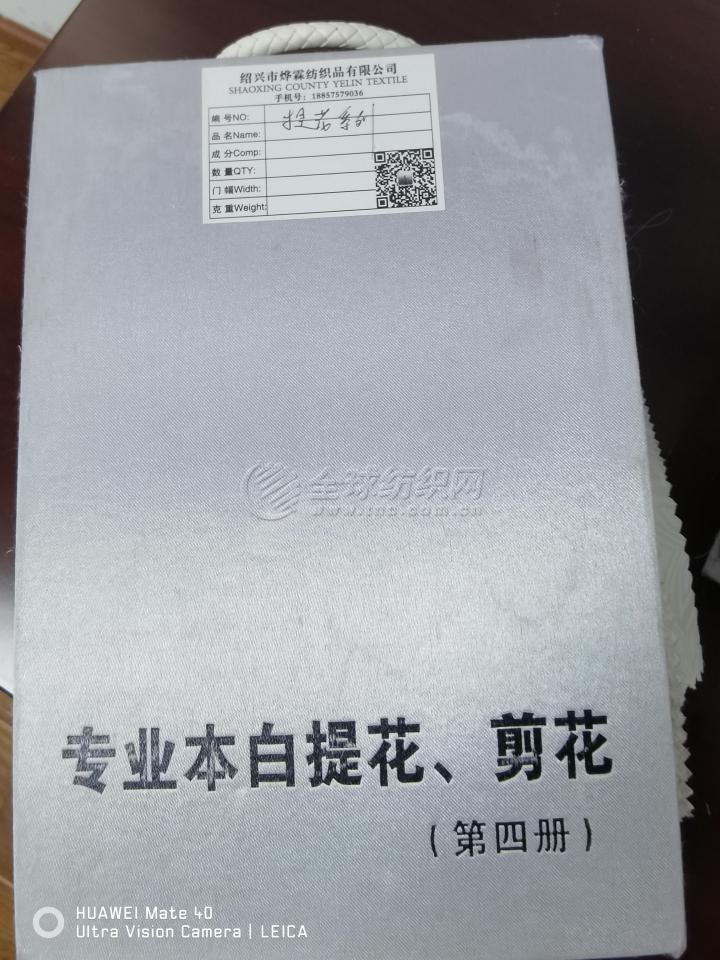 绍兴市烨霖纺织品有限公司
SHAOXING COUNTY YELIN TEXTILE
手机号：18857579036
编 号NO:
提花
品 名Name:
成 分Comp:
数 量QTY:
门 幅Width:
克 重Weight:
全球纺织网
www.tnc.com.cn
专业本白提花、剪花
（第四册）
HUAWEI Mate 40
Ultra Vision Camera | LEICA